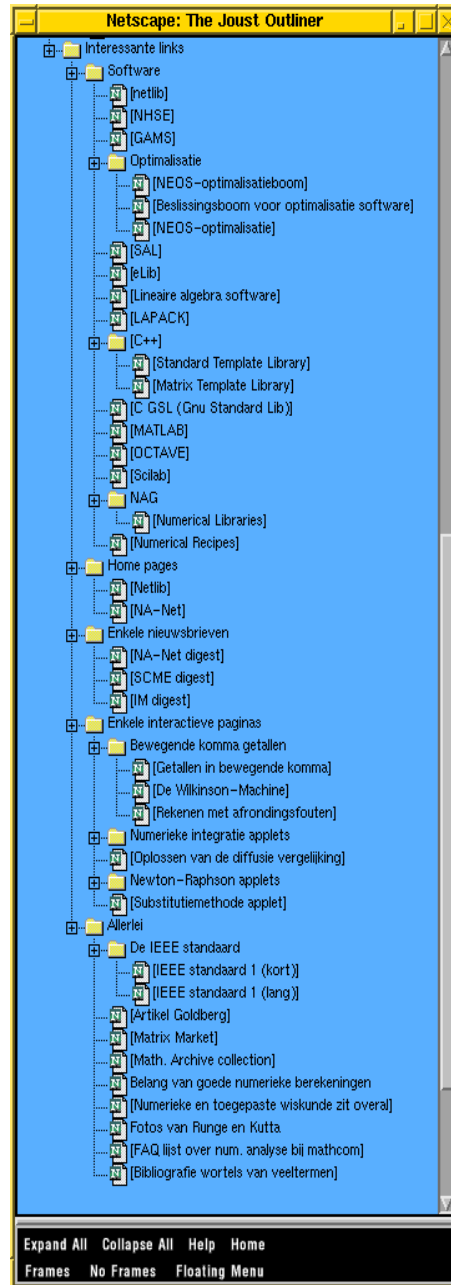 Netscape: The Joust Outliner
Interessante links
Software
[netlib]
[NHSE]
[GAMS]
Optimalisatie
[NEOS-optimalisatieboom]
[Beslissingsboom voor optimalisatie software]
[NEOS-optimalisatie]
[SAL]
[eLib]
[Lineaire algebra software]
[LAPACK]
[C++]
[Standard Template Library]
[Matrix Template Library]
[C GSL (Gnu Standard Lib)]
[MATLAB]
[OCTAVE]
[Scilab]
NAG
[Numerical Libraries]
[Numerical Recipes]
Home pages
[Netlib]
[NA-Net]
Enkele nieuwsbrieven
[NA-Net digest]
[SCME digest]
[IM digest]
Enkele interactieve paginas
Bewegende komma getallen
[Getallen in bewegende komma]
[De Wilkinson-Machine]
[Rekenen met afrondingsfouten]
Numerieke integratie applets
[Oplossen van de diffusie vergelijking]
Newton-Raphson applets
[Substitutiemethode applet]
Allerlei
De IEEE standaard
[IEEE standaard 1 (kort)]
[IEEE standaard 1 (lang)]
[Artikel Goldberg]
[Matrix Market]
[Math. Archive collection]
Belang van goede numerieke berekeningen
[Numerieke en toegepaste wiskunde zit overal]
Fotos van Runge en Kutta
[FAQ lijst over num. analyse bij mathcom]
[Bibliografie wortels van veeltermen]
Expand All Collapse All Help Home
Frames No Frames Floating Menu